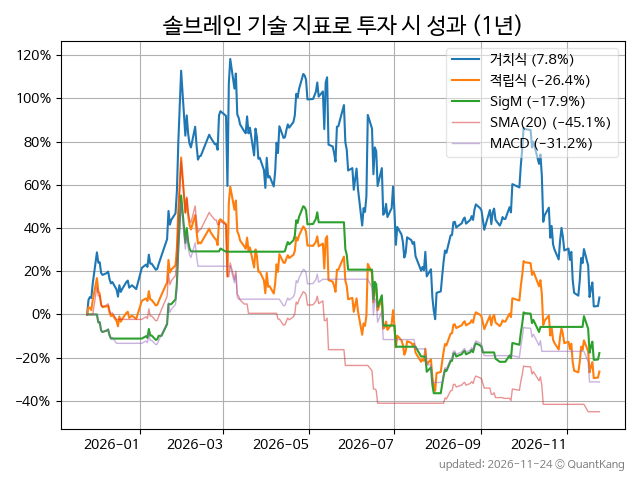 솔브레인 기술 지표로 투자 시 성과 (1년)
거치식 (7.8%)
적립식 (−26.4%)
SigM (−17.9%)
SMA(20) (−45.1%)
MACD (−31.2%)
120%
100%
80%
60%
40%
20%
0%
−20%
−40%
2026-01 2026-03 2026-05 2026-07 2026-09 2026-11
updated: 2026-11-24 © QuantKang